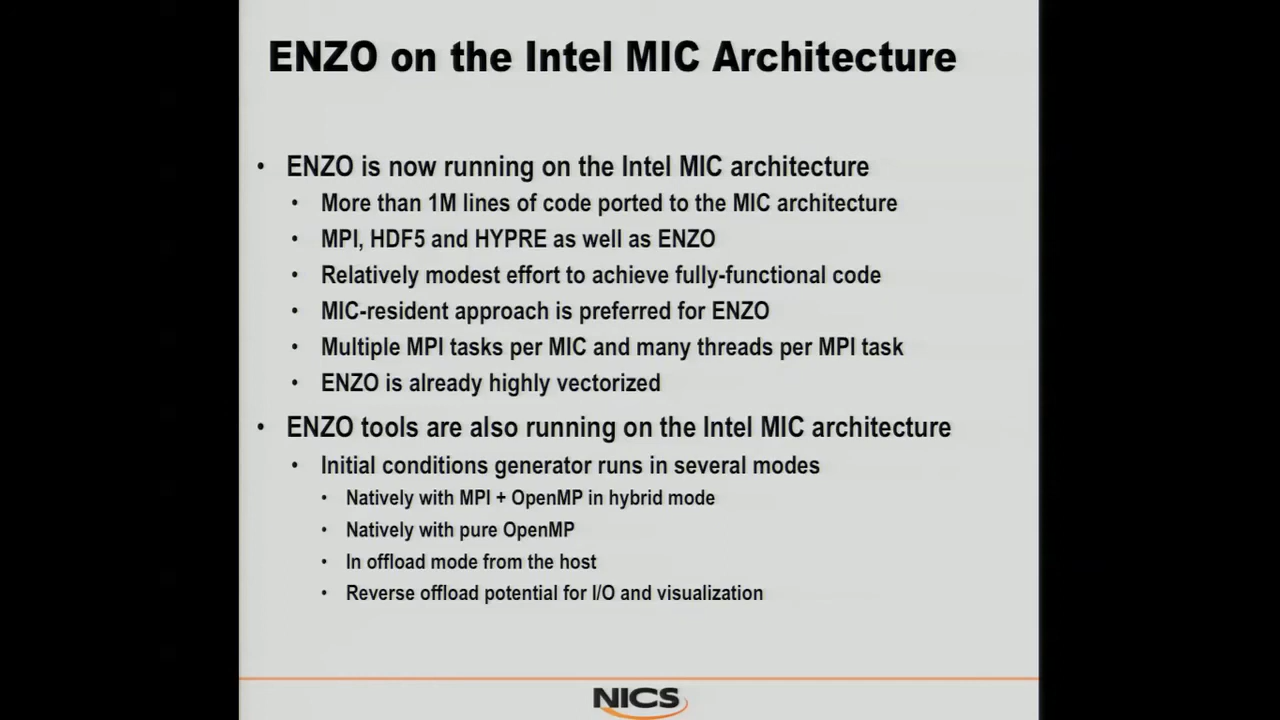 ENZO on the Intel MIC Architecture
• ENZO is now running on the Intel MIC architecture
• More than 1M lines of code ported to the MIC architecture
• MPI, HDF5 and HYPRE as well as ENZO
• Relatively modest effort to achieve fully-functional code
• MIC-resident approach is preferred for ENZO
• Multiple MPI tasks per MIC and many threads per MPI task
• ENZO is already highly vectorized
• ENZO tools are also running on the Intel MIC architecture
• Initial conditions generator runs in several modes
• Natively with MPI + OpenMP in hybrid mode
• Natively with pure OpenMP
• In offload mode from the host
• Reverse offload potential for I/O and visualization
NICS